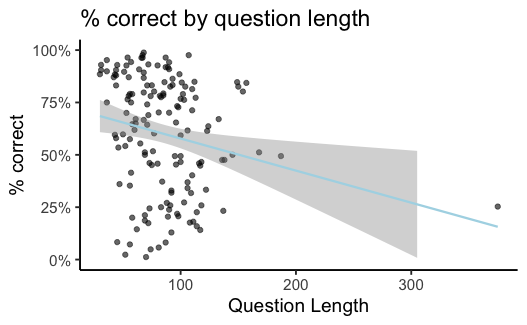 % correct by question length
100%
75%
50%
25%
0%
% correct
100 200 300
Question Length